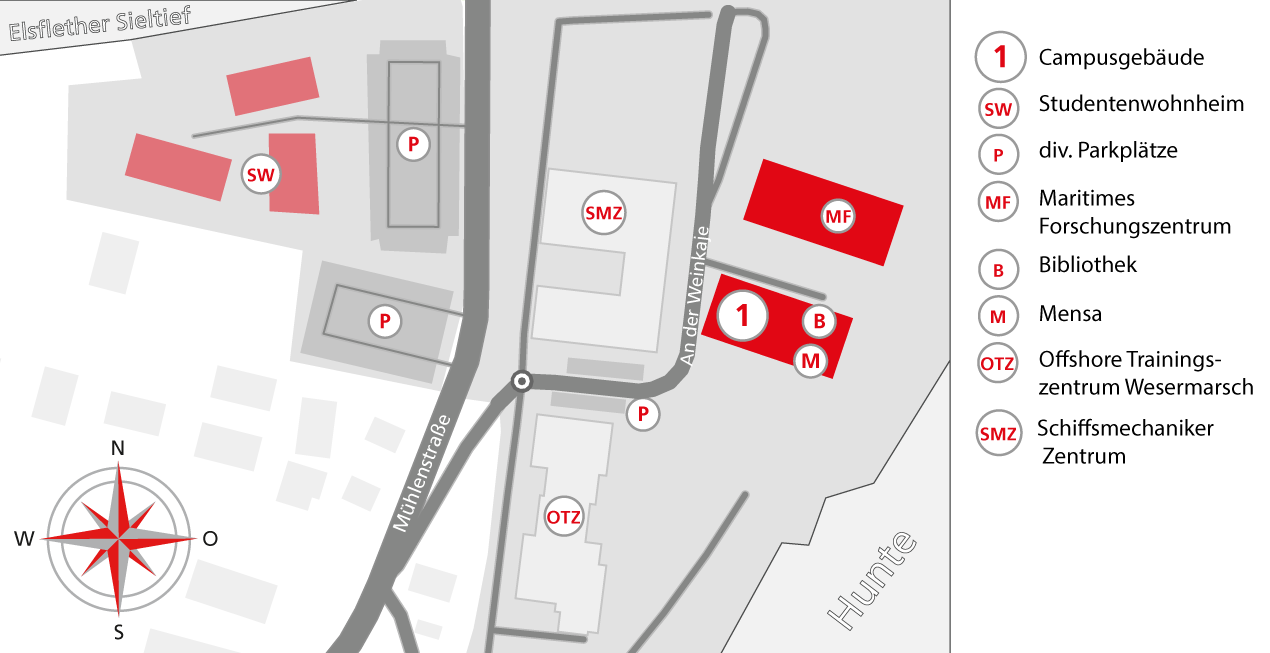 Elsflether Sieltief
SW
P
P
SMZ
MF
An der Weinkaje
1
B
M
P
Mühlenstraße
OTZ
Hunte
N
W
O
S
1 Campusgebäude
SW Studentenwohnheim
P div. Parkplätze
MF Maritimes
Forschungszentrum
B Bibliothek
M Mensa
OTZ Offshore Trainings-
zentrum Wesermarsch
SMZ Schiffsmechaniker
Zentrum